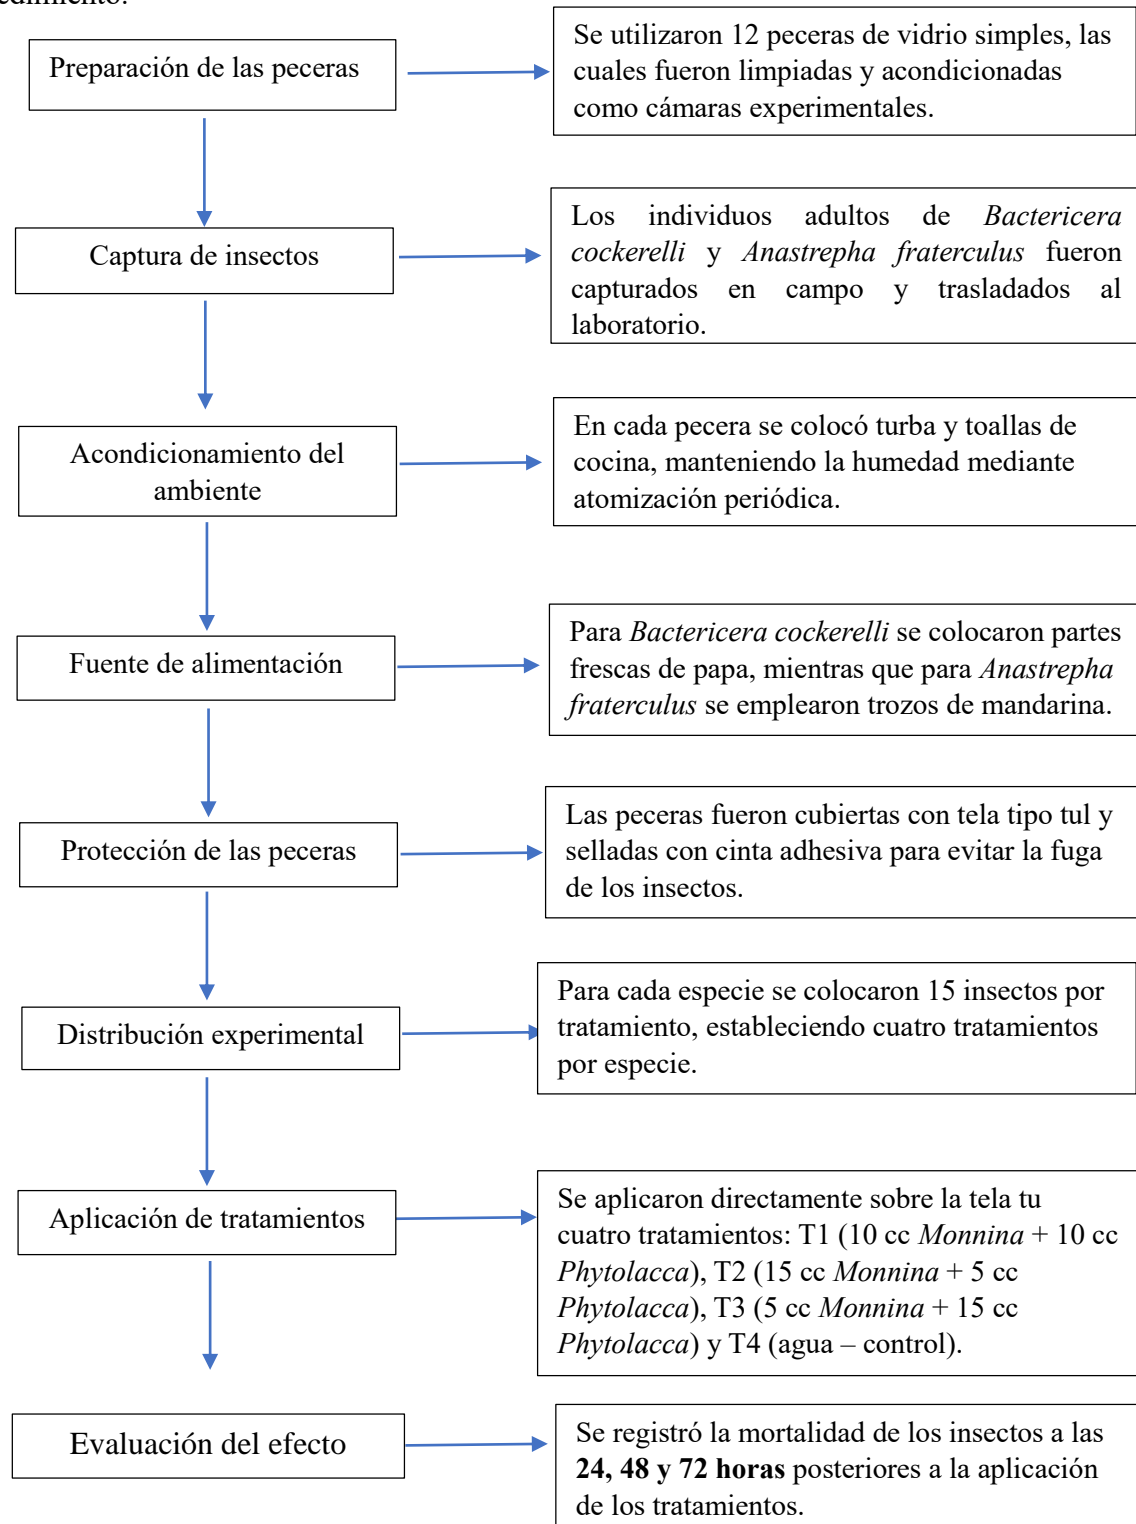 Preparación de las peceras
Se utilizaron 12 peceras de vidrio simples, las
cuales fueron limpiadas y acondicionadas
como cámaras experimentales.
Captura de insectos
Los individuos adultos de Bactericera
cockerelli y Anastrepha fraterculus fueron
capturados en campo y trasladados al
laboratorio.
Acondicionamiento del
ambiente
En cada pecera se colocó turba y toallas de
cocina, manteniendo la humedad mediante
atomización periódica.
Fuente de alimentación
Para Bactericera cockerelli se colocaron partes
frescas de papa, mientras que para Anastrepha
fraterculus se emplearon trozos de mandarina.
Protección de las peceras
Las peceras fueron cubiertas con tela tipo tul y
selladas con cinta adhesiva para evitar la fuga
de los insectos.
Distribución experimental
Para cada especie se colocaron 15 insectos por
tratamiento, estableciendo cuatro tratamientos
por especie.
Aplicación de tratamientos
Se aplicaron directamente sobre la tela tu
cuatro tratamientos: T1 (10 cc Monnina + 10 cc
Phytolacca), T2 (15 cc Monnina + 5 cc
Phytolacca), T3 (5 cc Monnina + 15 cc
Phytolacca) y T4 (agua – control).
Evaluación del efecto
Se registró la mortalidad de los insectos a las
24, 48 y 72 horas posteriores a la aplicación
de los tratamientos.